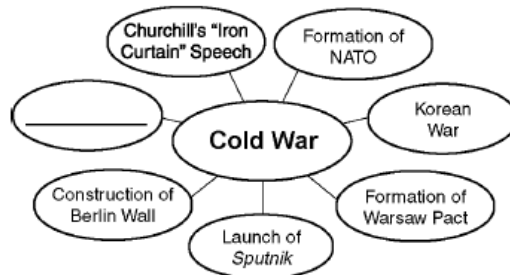 Churchill's "Iron
Curtain" Speech
Formation of
NATO
Korean
War
Cold War
Construction of
Berlin Wall
Formation of
Warsaw Pact
Launch of
Sputnik